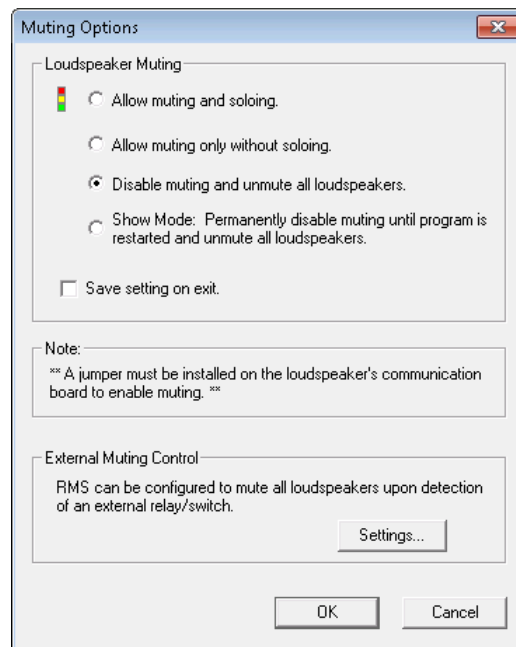 Muting Options
Loudspeaker Muting
Allow muting and soloing.
Allow muting only without soloing.
Disable muting and unmute all loudspeakers.
Show Mode:  Permanently disable muting until program is
restarted and unmute all loudspeakers.
Save setting on exit.
Note:
** A jumper must be installed on the loudspeaker's communication
board to enable muting. **
External Muting Control
RMS can be configured to mute all loudspeakers upon detection
of an external relay/switch.
Settings...
OK
Cancel